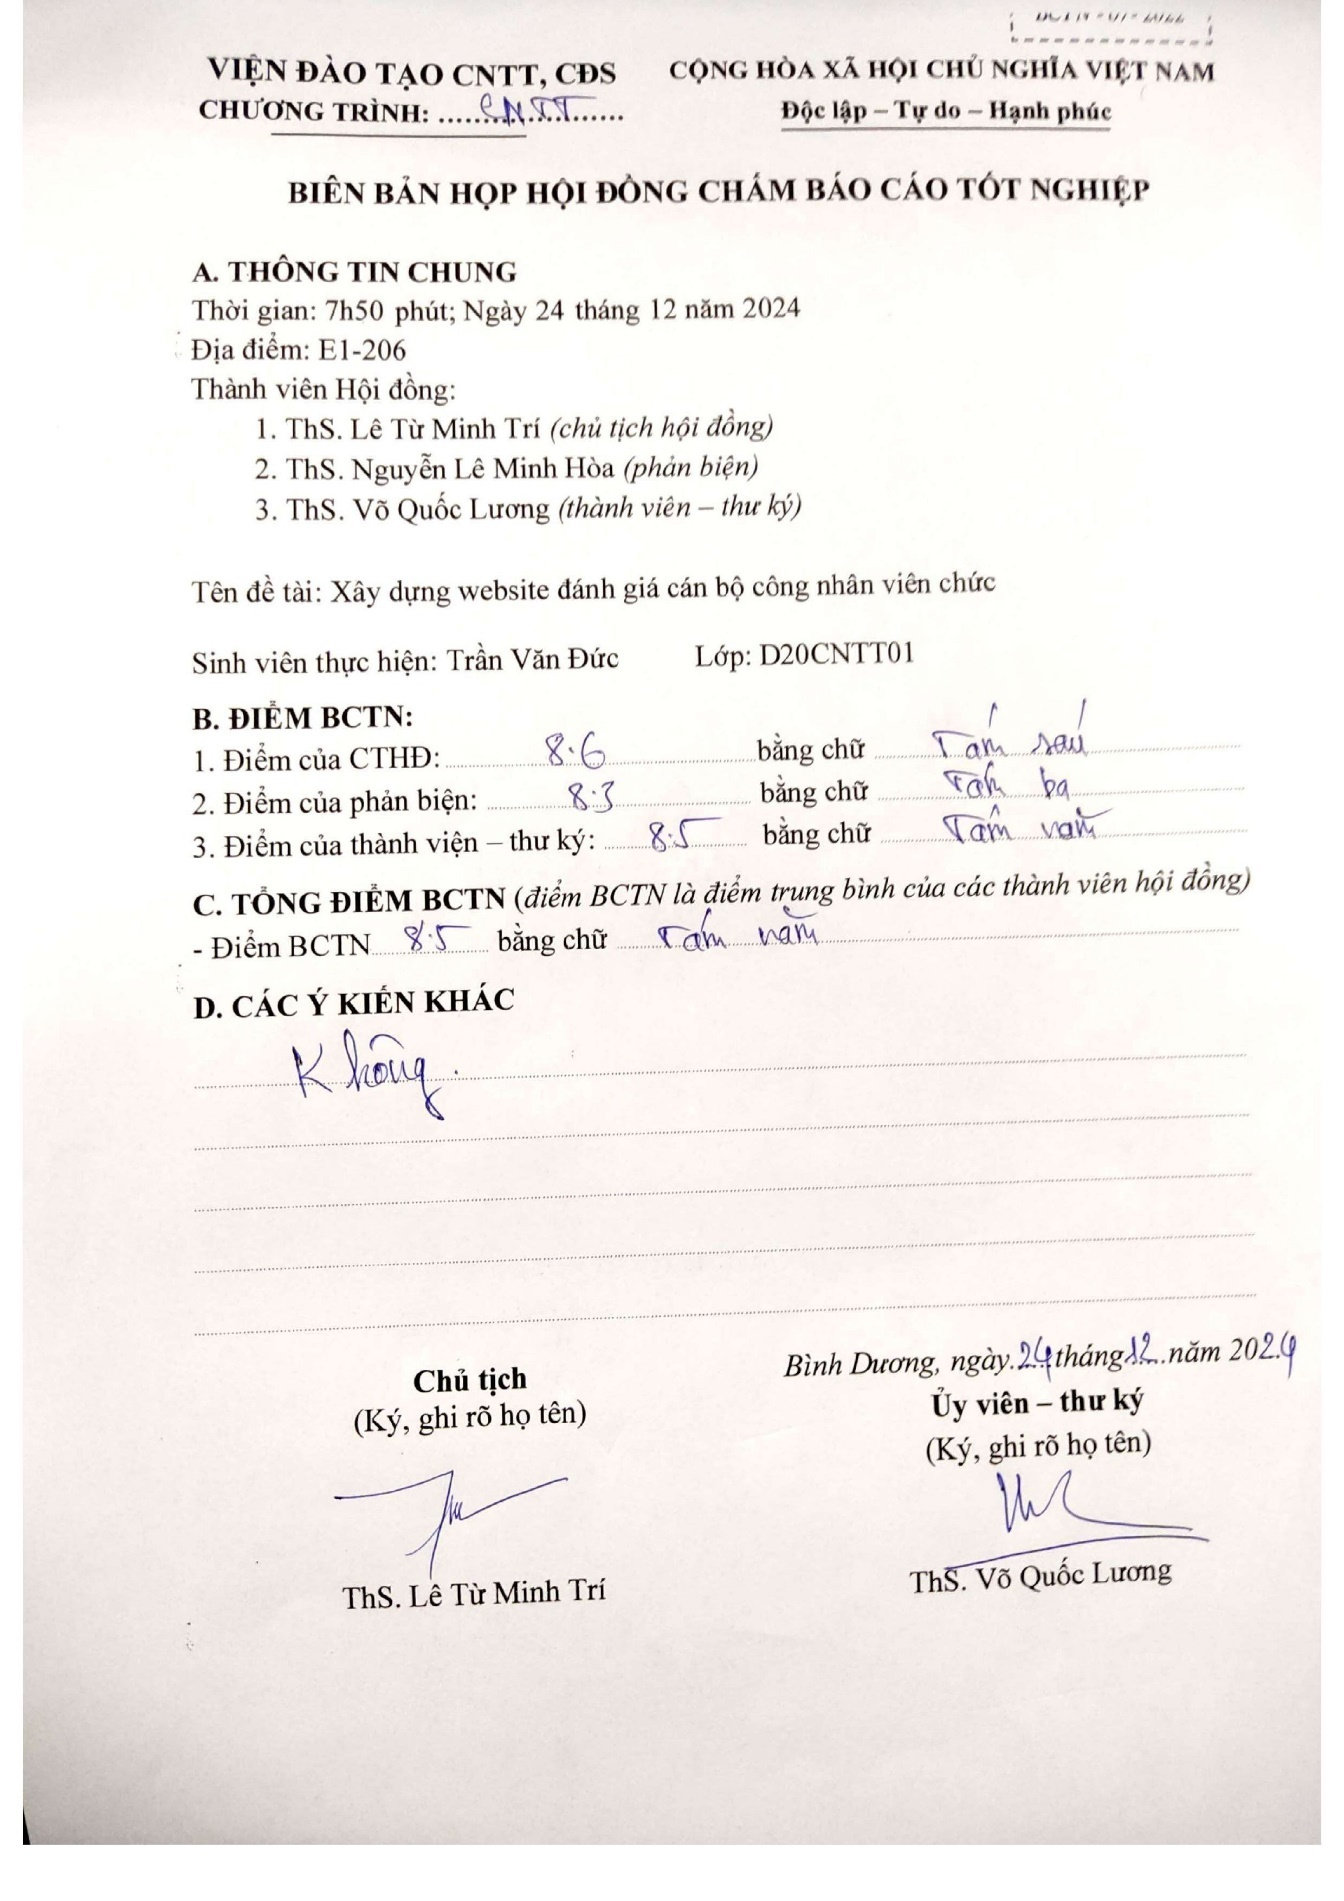 VIỆN ĐÀO TẠO CNTT, CĐS
CỘNG HÒA XÃ HỘI CHỦ NGHĨA VIỆT NAM
CHƯƠNG TRÌNH: ........CNTT.......
Độc lập – Tự do – Hạnh phúc
BIÊN BẢN HỌP HỘI ĐỒNG CHẤM BÁO CÁO TỐT NGHIỆP
A. THÔNG TIN CHUNG
Thời gian: 7h50 phút; Ngày 24 tháng 12 năm 2024
Địa điểm: E1-206
Thành viên Hội đồng:
1. ThS. Lê Từ Minh Trí (chủ tịch hội đồng)
2. ThS. Nguyễn Lê Minh Hòa (phản biện)
3. ThS. Võ Quốc Lương (thành viên – thư ký)
Tên đề tài: Xây dựng website đánh giá cán bộ công nhân viên chức
Sinh viên thực hiện: Trần Văn Đức Lớp: D20CNTT01
B. ĐIỂM BCTN:
1. Điểm của CTHĐ: 8.6 bằng chữ Tám sáu
2. Điểm của phản biện: 8.3 bằng chữ Tám ba
3. Điểm của thành viện – thư ký: 8.5 bằng chữ Tám năm
C. TỔNG ĐIỂM BCTN (điểm BCTN là điểm trung bình của các thành viên hội đồng)
- Điểm BCTN 8.5 bằng chữ Tám năm
D. CÁC Ý KIẾN KHÁC
Không.
Bình Dương, ngày.24 tháng 12 năm 2024
Chủ tịch
Ủy viên – thư ký
(Ký, ghi rõ họ tên)
(Ký, ghi rõ họ tên)
ThS. Lê Từ Minh Trí
ThS. Võ Quốc Lương